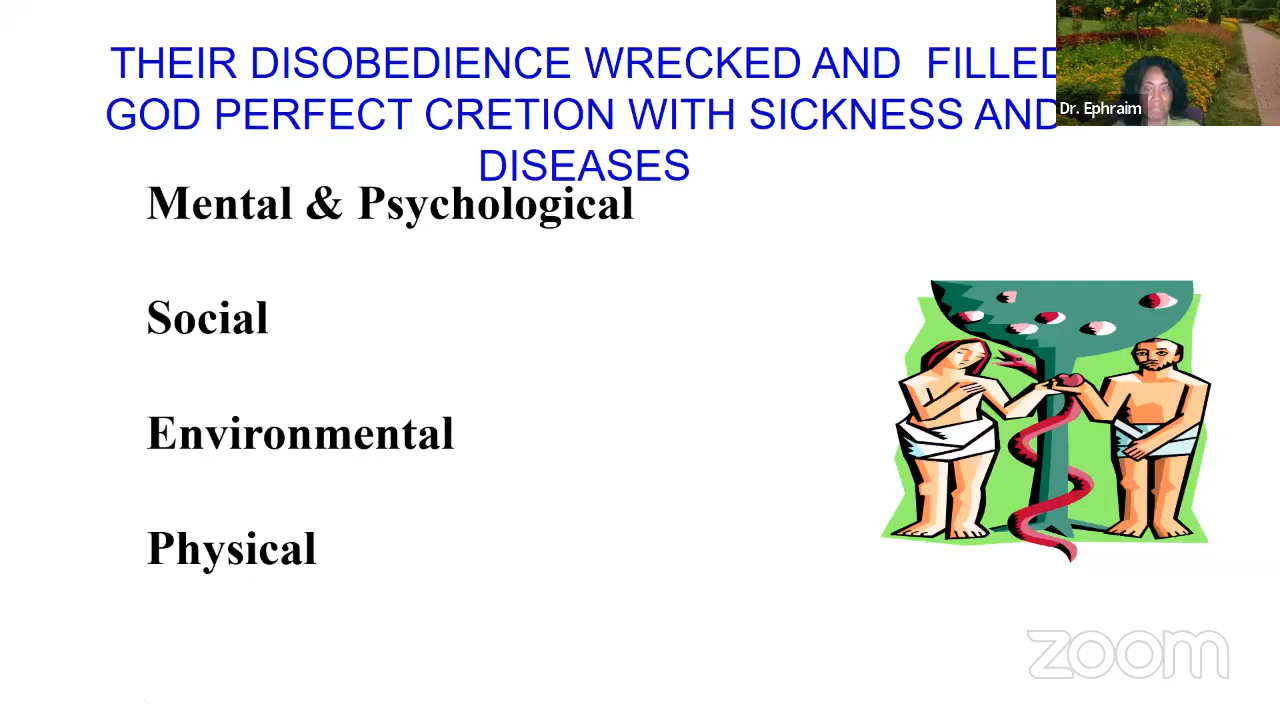 THEIR DISOBEDIENCE WRECKED AND FILLED
GOD PERFECT CRETION WITH SICKNESS AND
DISEASES
Mental & Psychological
Social
Environmental
Physical
Dr. Ephraim
zoom